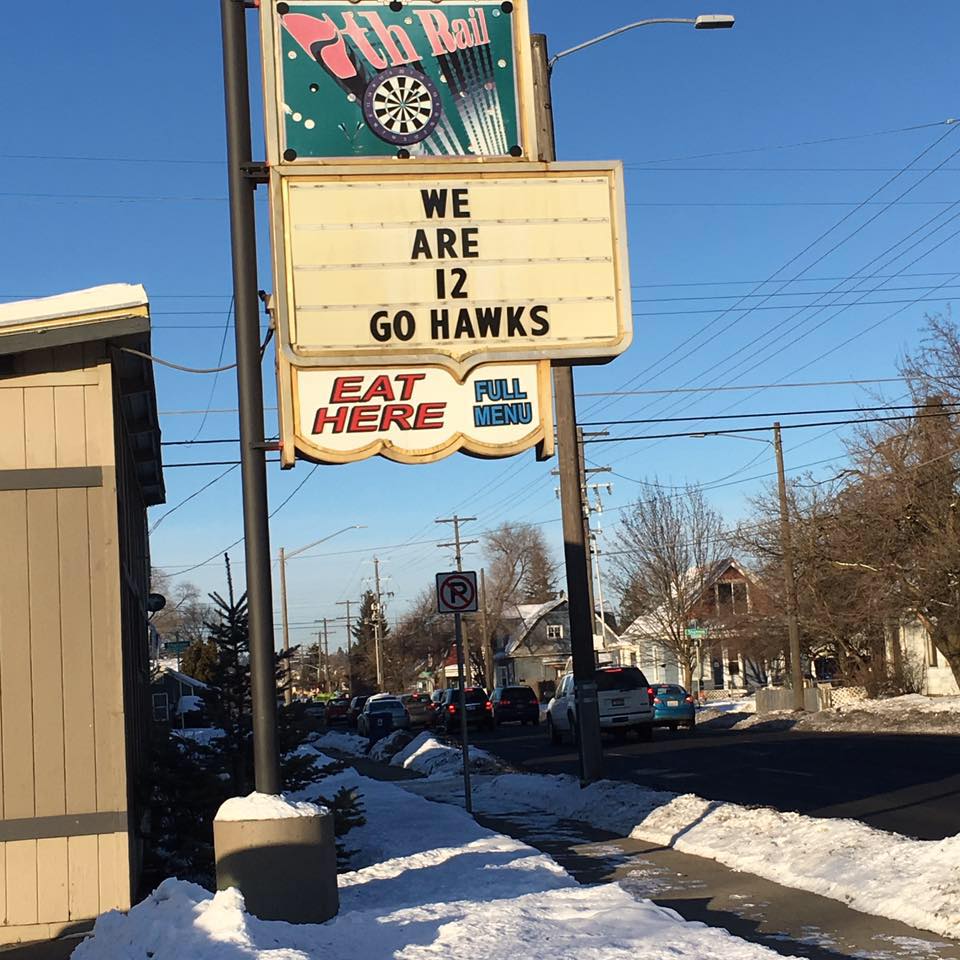 7th Rail
WE
ARE
12
GO HAWKS
EAT
HERE
FULL
MENU
P